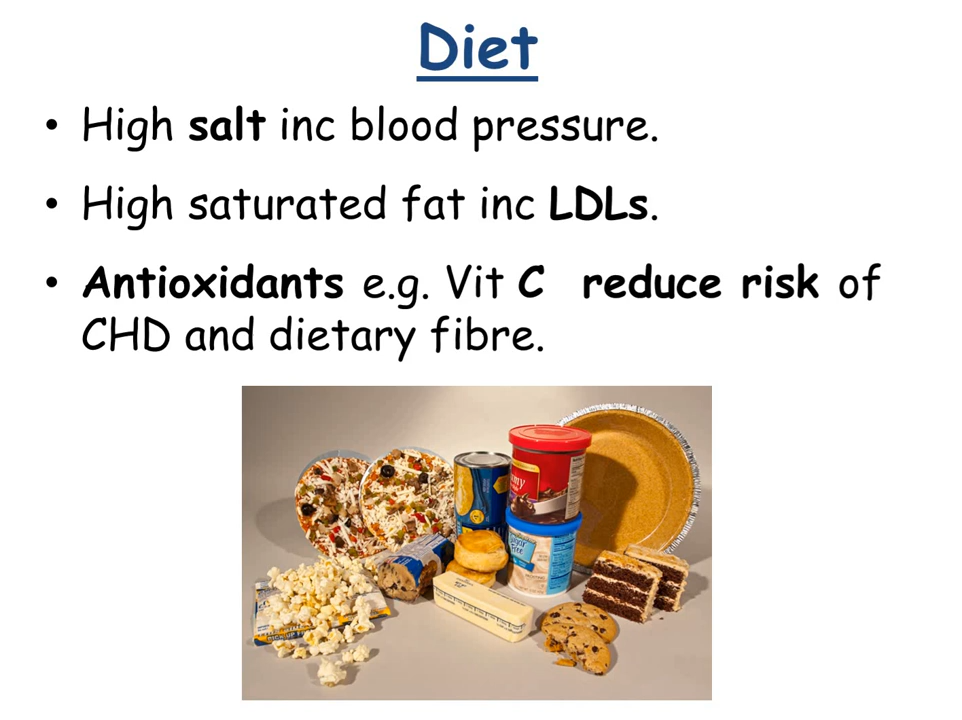 Diet
• High salt inc blood pressure.
• High saturated fat inc LDLs.
• Antioxidants e.g. Vit C reduce risk of
CHD and dietary fibre.